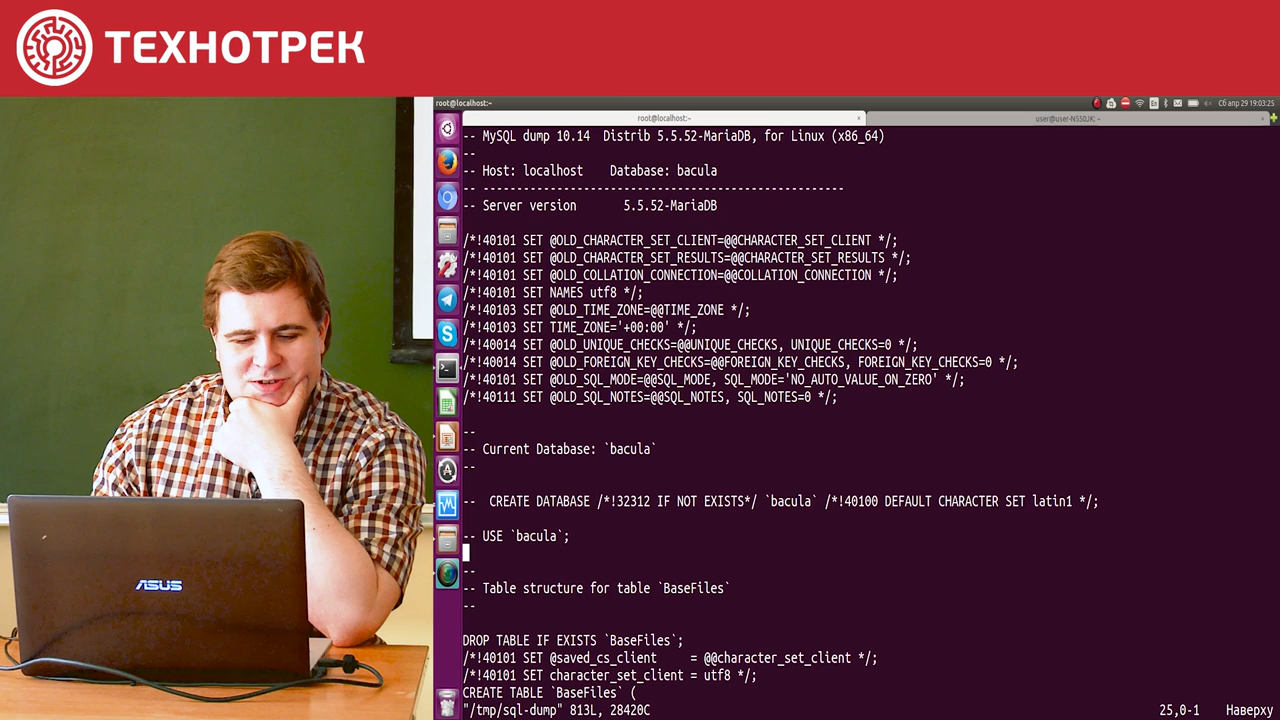 ТЕХНОТРЕК
root@localhost:~
Сб апр 29 19:03:25
root@localhost:~
user@user-N550JK: ~
-- MySQL dump 10.14  Distrib 5.5.52-MariaDB, for Linux (x86_64)
--
-- Host: localhost    Database: bacula
-- ------------------------------------------------------
-- Server version       5.5.52-MariaDB
/*!40101 SET @OLD_CHARACTER_SET_CLIENT=@@CHARACTER_SET_CLIENT */;
/*!40101 SET @OLD_CHARACTER_SET_RESULTS=@@CHARACTER_SET_RESULTS */;
/*!40101 SET @OLD_COLLATION_CONNECTION=@@COLLATION_CONNECTION */;
/*!40101 SET NAMES utf8 */;
/*!40103 SET @OLD_TIME_ZONE=@@TIME_ZONE */;
/*!40103 SET TIME_ZONE='+00:00' */;
/*!40014 SET @OLD_UNIQUE_CHECKS=@@UNIQUE_CHECKS, UNIQUE_CHECKS=0 */;
/*!40014 SET @OLD_FOREIGN_KEY_CHECKS=@@FOREIGN_KEY_CHECKS, FOREIGN_KEY_CHECKS=0 */;
/*!40101 SET @OLD_SQL_MODE=@@SQL_MODE, SQL_MODE='NO_AUTO_VALUE_ON_ZERO' */;
/*!40111 SET @OLD_SQL_NOTES=@@SQL_NOTES, SQL_NOTES=0 */;
--
-- Current Database: `bacula`
--
--  CREATE DATABASE /*!32312 IF NOT EXISTS*/ `bacula` /*!40100 DEFAULT CHARACTER SET latin1 */;
-- USE `bacula`;
--
-- Table structure for table `BaseFiles`
--
DROP TABLE IF EXISTS `BaseFiles`;
/*!40101 SET @saved_cs_client     = @@character_set_client */;
/*!40101 SET character_set_client = utf8 */;
CREATE TABLE `BaseFiles` (
"/tmp/sql-dump" 813L, 28420C
25,0-1
Наверху
ASUS